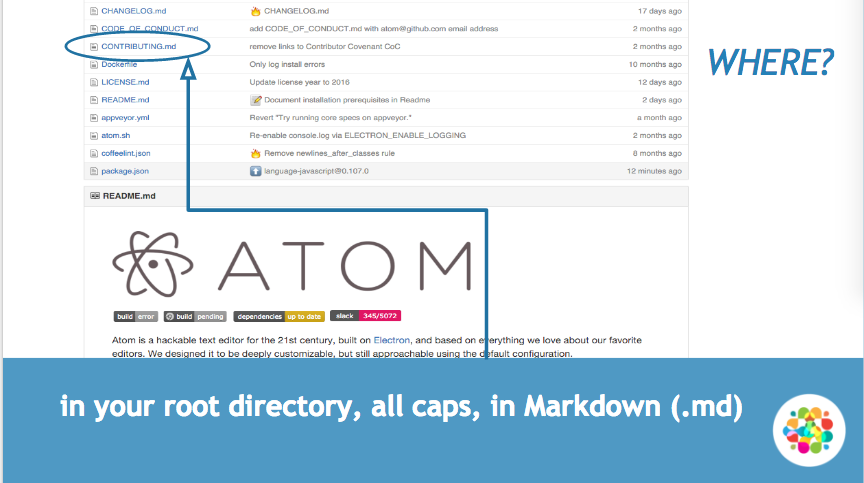 CHANGELOG.md CHANGELOG.md 17 days ago
CODE_OF_CONDUCT.md add CODE_OF_CONDUCT.md with atom@github.com email address 2 months ago
CONTRIBUTING.md remove links to Contributor Covenant CoC 2 months ago
Dockerfile Only log install errors 10 months ago
WHERE?
LICENSE.md Update license year to 2016 12 days ago
README.md Document installation prerequisites in Readme 2 days ago
appveyor.yml Revert "Try running core specs on appveyor." a month ago
atom.sh Re-enable console.log via ELECTRON_ENABLE_LOGGING 2 months ago
coffeelint.json Remove newlines_after_classes rule 8 months ago
package.json language-javascript@0.107.0 12 minutes ago
README.md
ATOM
build error build pending dependencies up to date slack 345/5072
Atom is a hackable text editor for the 21st century, built on Electron, and based on everything we love about our favorite
editors. We designed it to be deeply customizable, but still approachable using the default configuration.
in your root directory, all caps, in Markdown (.md)